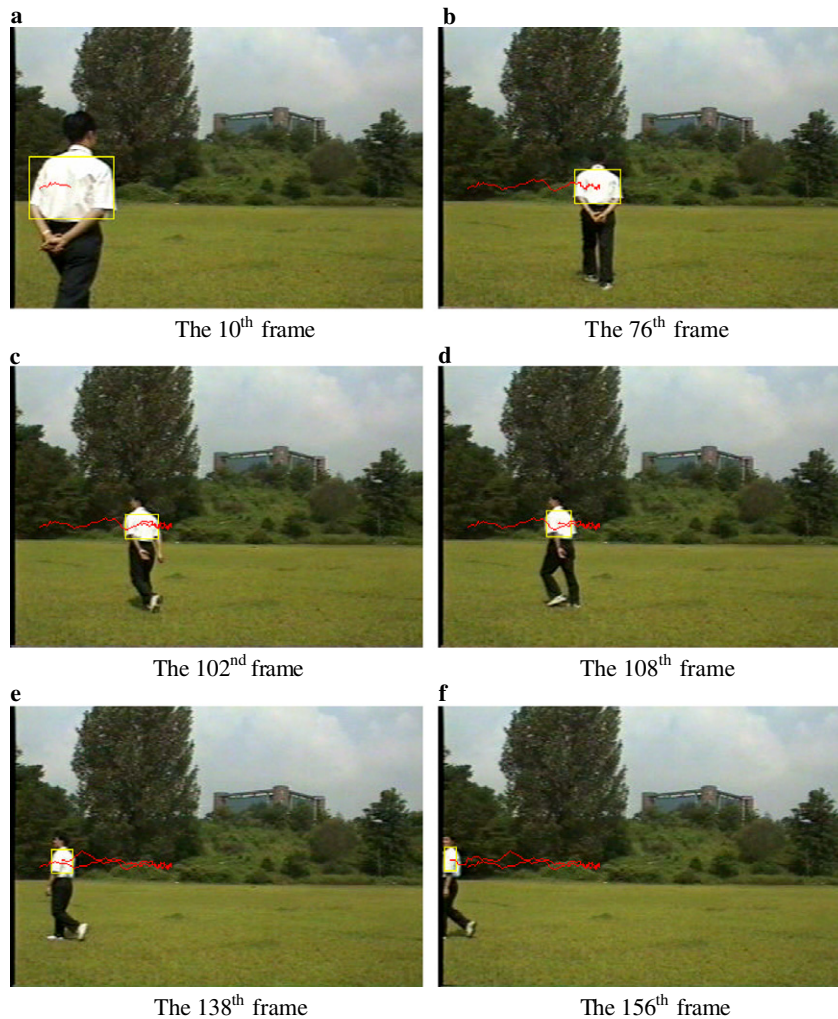 a
b
The 10th frame
The 76th frame
c
d
The 102nd frame
The 108th frame
e
f
The 138th frame
The 156th frame